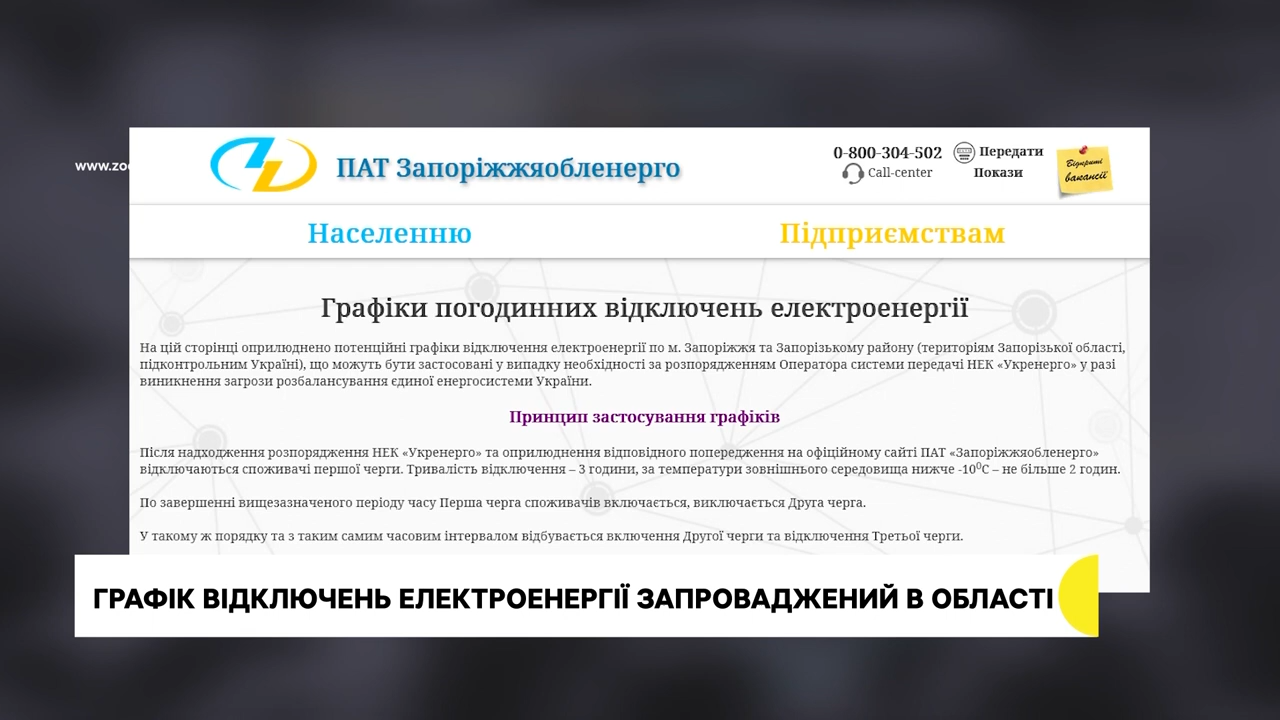 ПАТ Запоріжжяобленерго
0-800-304-502
Call-center
Передати
Покази
Відкриті
вакансії
Населенню
Підприємствам
Графіки погодинних відключень електроенергії
На цій сторінці оприлюднено потенційні графіки відключення електроенергії по м. Запоріжжя та Запорізькому району (територіям Запорізької області,
підконтрольним Україні), що можуть бути застосовані у випадку необхідності за розпорядженням Оператора системи передачі НЕК «Укренерго» у разі
виникнення загрози розбалансування єдиної енергосистеми України.
Принцип застосування графіків
Після надходження розпорядження НЕК «Укренерго» та оприлюднення відповідного попередження на офіційному сайті ПАТ «Запоріжжяобленерго»
відключаються споживачі першої черги. Тривалість відключення – 3 години, за температури зовнішнього середовища нижче -10⁰С – не більше 2 годин.
По завершенні вищезазначеного періоду часу Перша черга споживачів включається, виключається Друга черга.
У такому ж порядку та з таким самим часовим інтервалом відбувається включення Другої черги та відключення Третьої черги.
ГРАФІК ВІДКЛЮЧЕНЬ ЕЛЕКТРОЕНЕРГІЇ ЗАПРОВАДЖЕНИЙ В ОБЛАСТІ